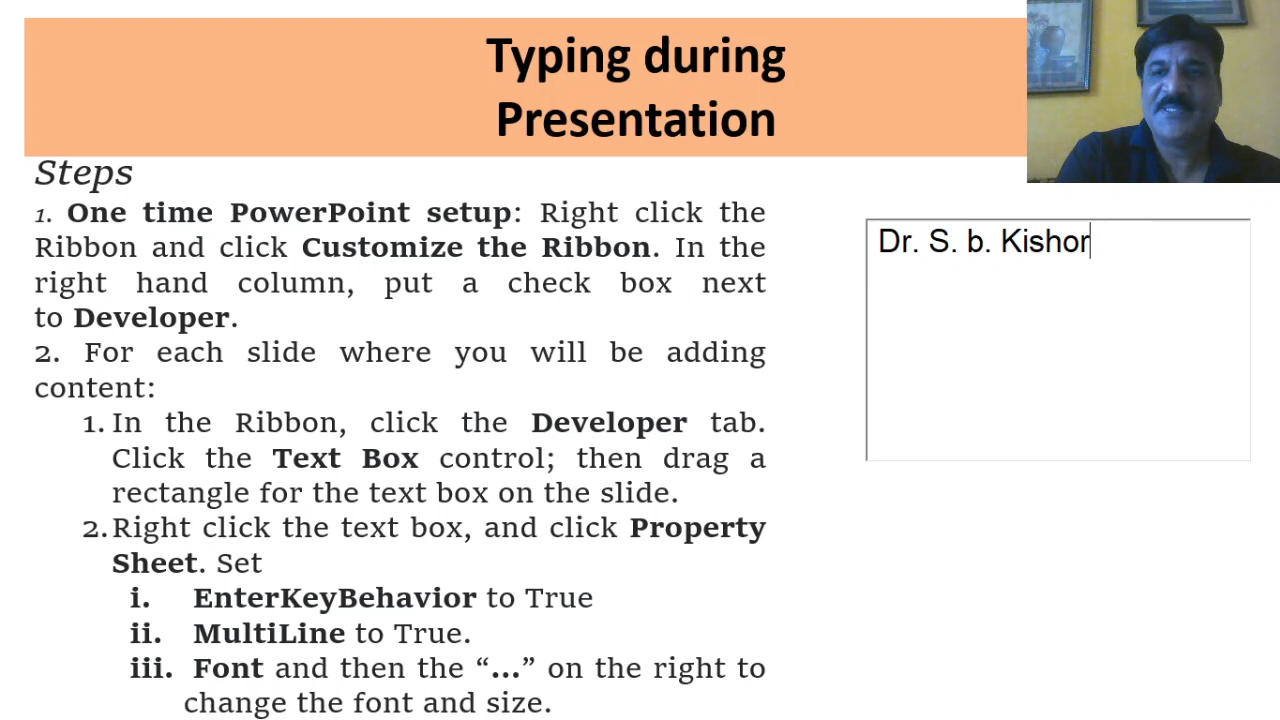 Typing during
Presentation
Steps
1. One time PowerPoint setup: Right click the
Ribbon and click Customize the Ribbon. In the
right hand column, put a check box next
to Developer.
2. For each slide where you will be adding
content:
1. In the Ribbon, click the Developer tab.
Click the Text Box control; then drag a
rectangle for the text box on the slide.
2. Right click the text box, and click Property
Sheet. Set
i. EnterKeyBehavior to True
ii. MultiLine to True.
iii. Font and then the “…” on the right to
change the font and size.
Dr. S. b. Kishor